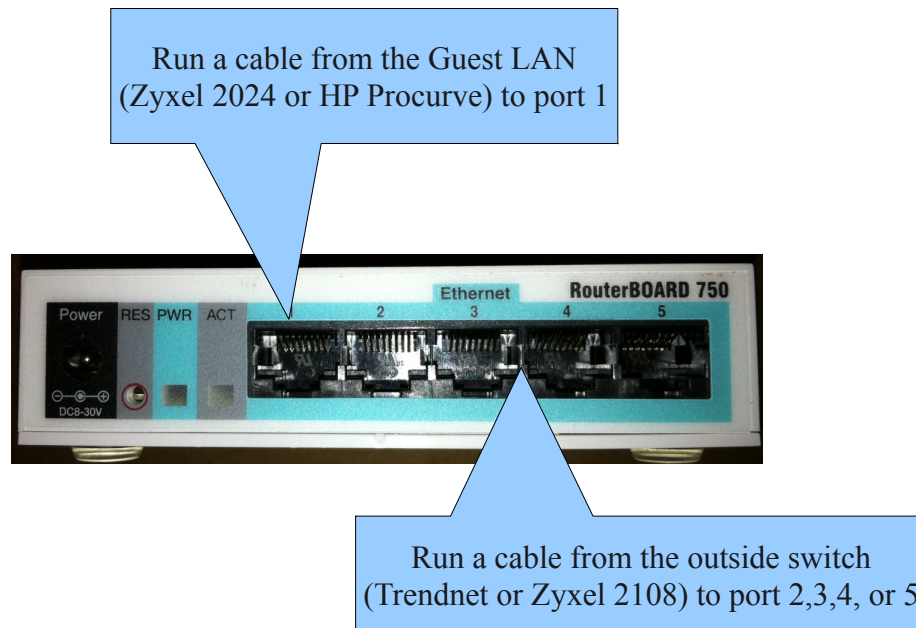 Run a cable from the Guest LAN
(Zyxel 2024 or HP Procurve) to port 1
Ethernet
RouterBOARD 750
Power RES PWR ACT 1 2 3 4 5
DC8-30V
Run a cable from the outside switch
(Trendnet or Zyxel 2108) to port 2,3,4, or 5